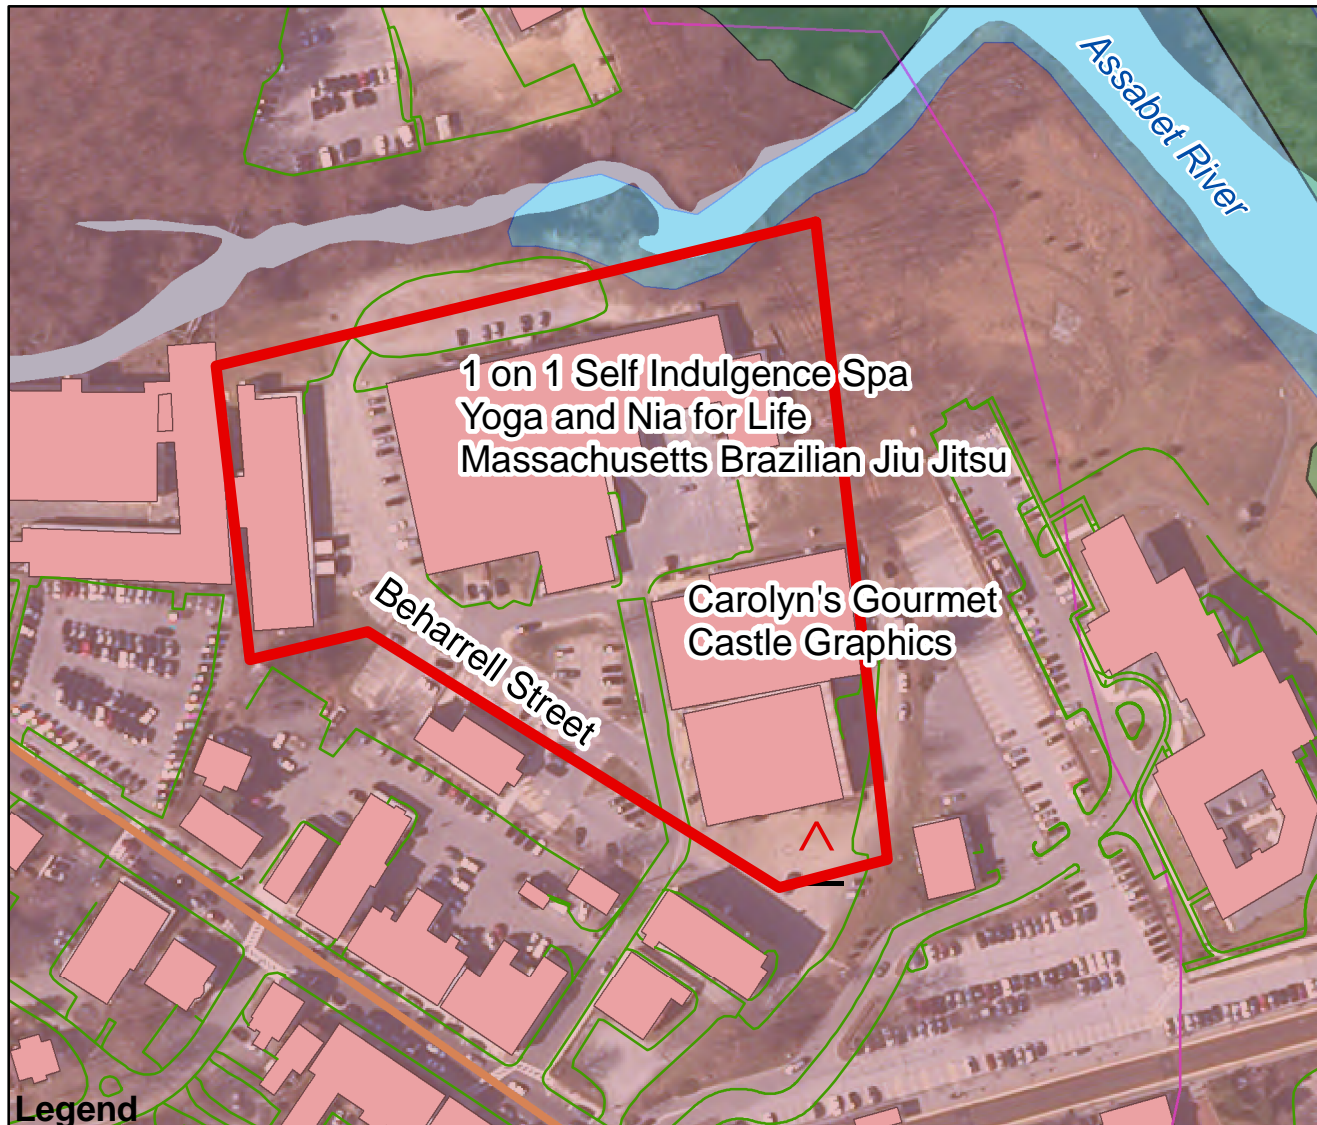 Assabet River
1 on 1 Self Indulgence Spa
Yoga and Nia for Life
Massachusetts Brazilian Jiu Jitsu
Beharrell Street
Carolyn's Gourmet
Castle Graphics
Legend